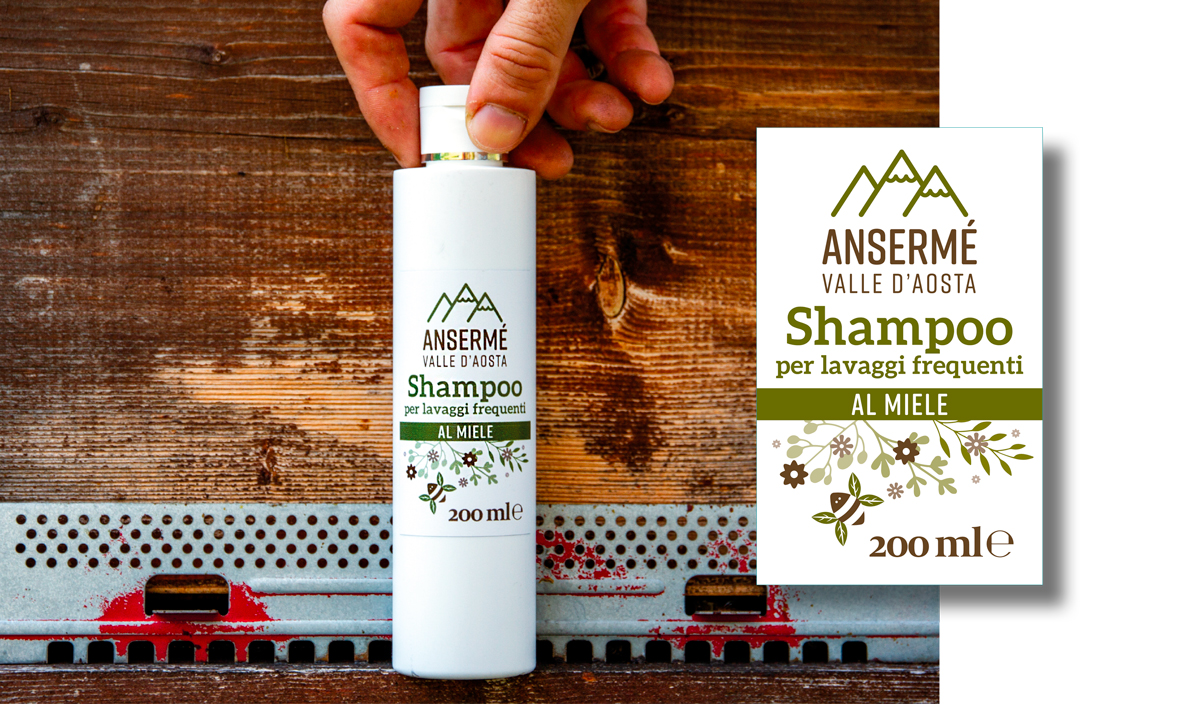 ANSERMÉ
VALLE D'AOSTA
Shampoo
per lavaggi frequenti
AL MIELE
200 ml ℮
ANSERMÉ
VALLE D'AOSTA
Shampoo
per lavaggi frequenti
AL MIELE
200 ml ℮